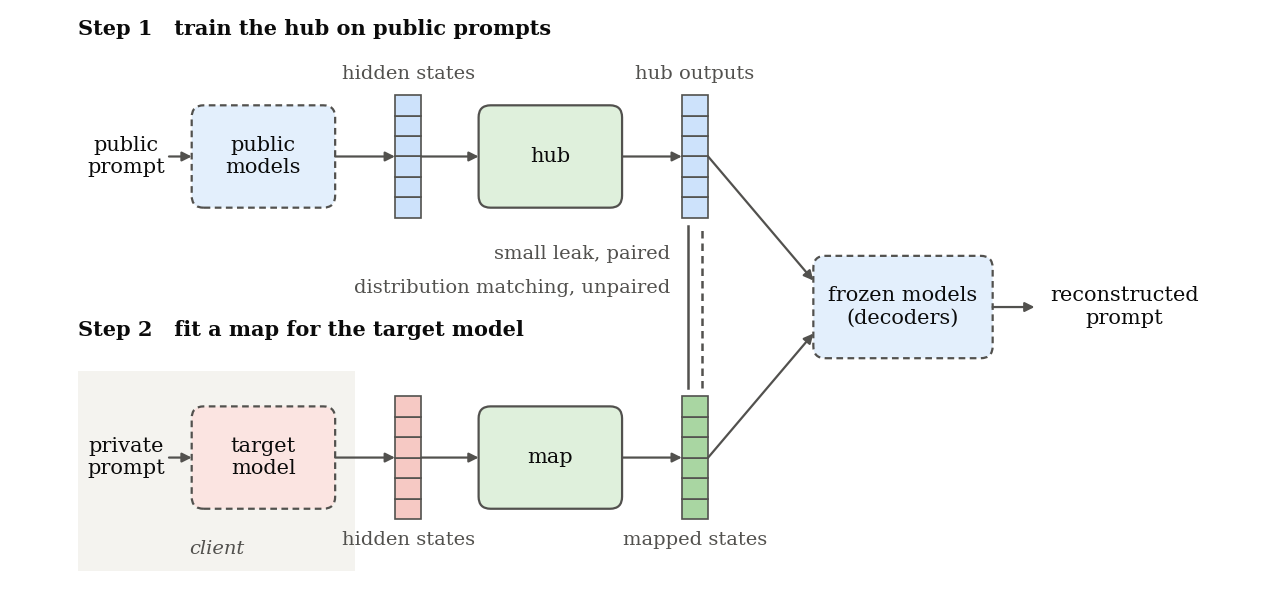 Step 1 train the hub on public prompts
hidden states
hub outputs
public
prompt
public
models
hub
small leak, paired
distribution matching, unpaired
frozen models
(decoders)
reconstructed
prompt
Step 2 fit a map for the target model
private
prompt
target
model
map
client
hidden states
mapped states